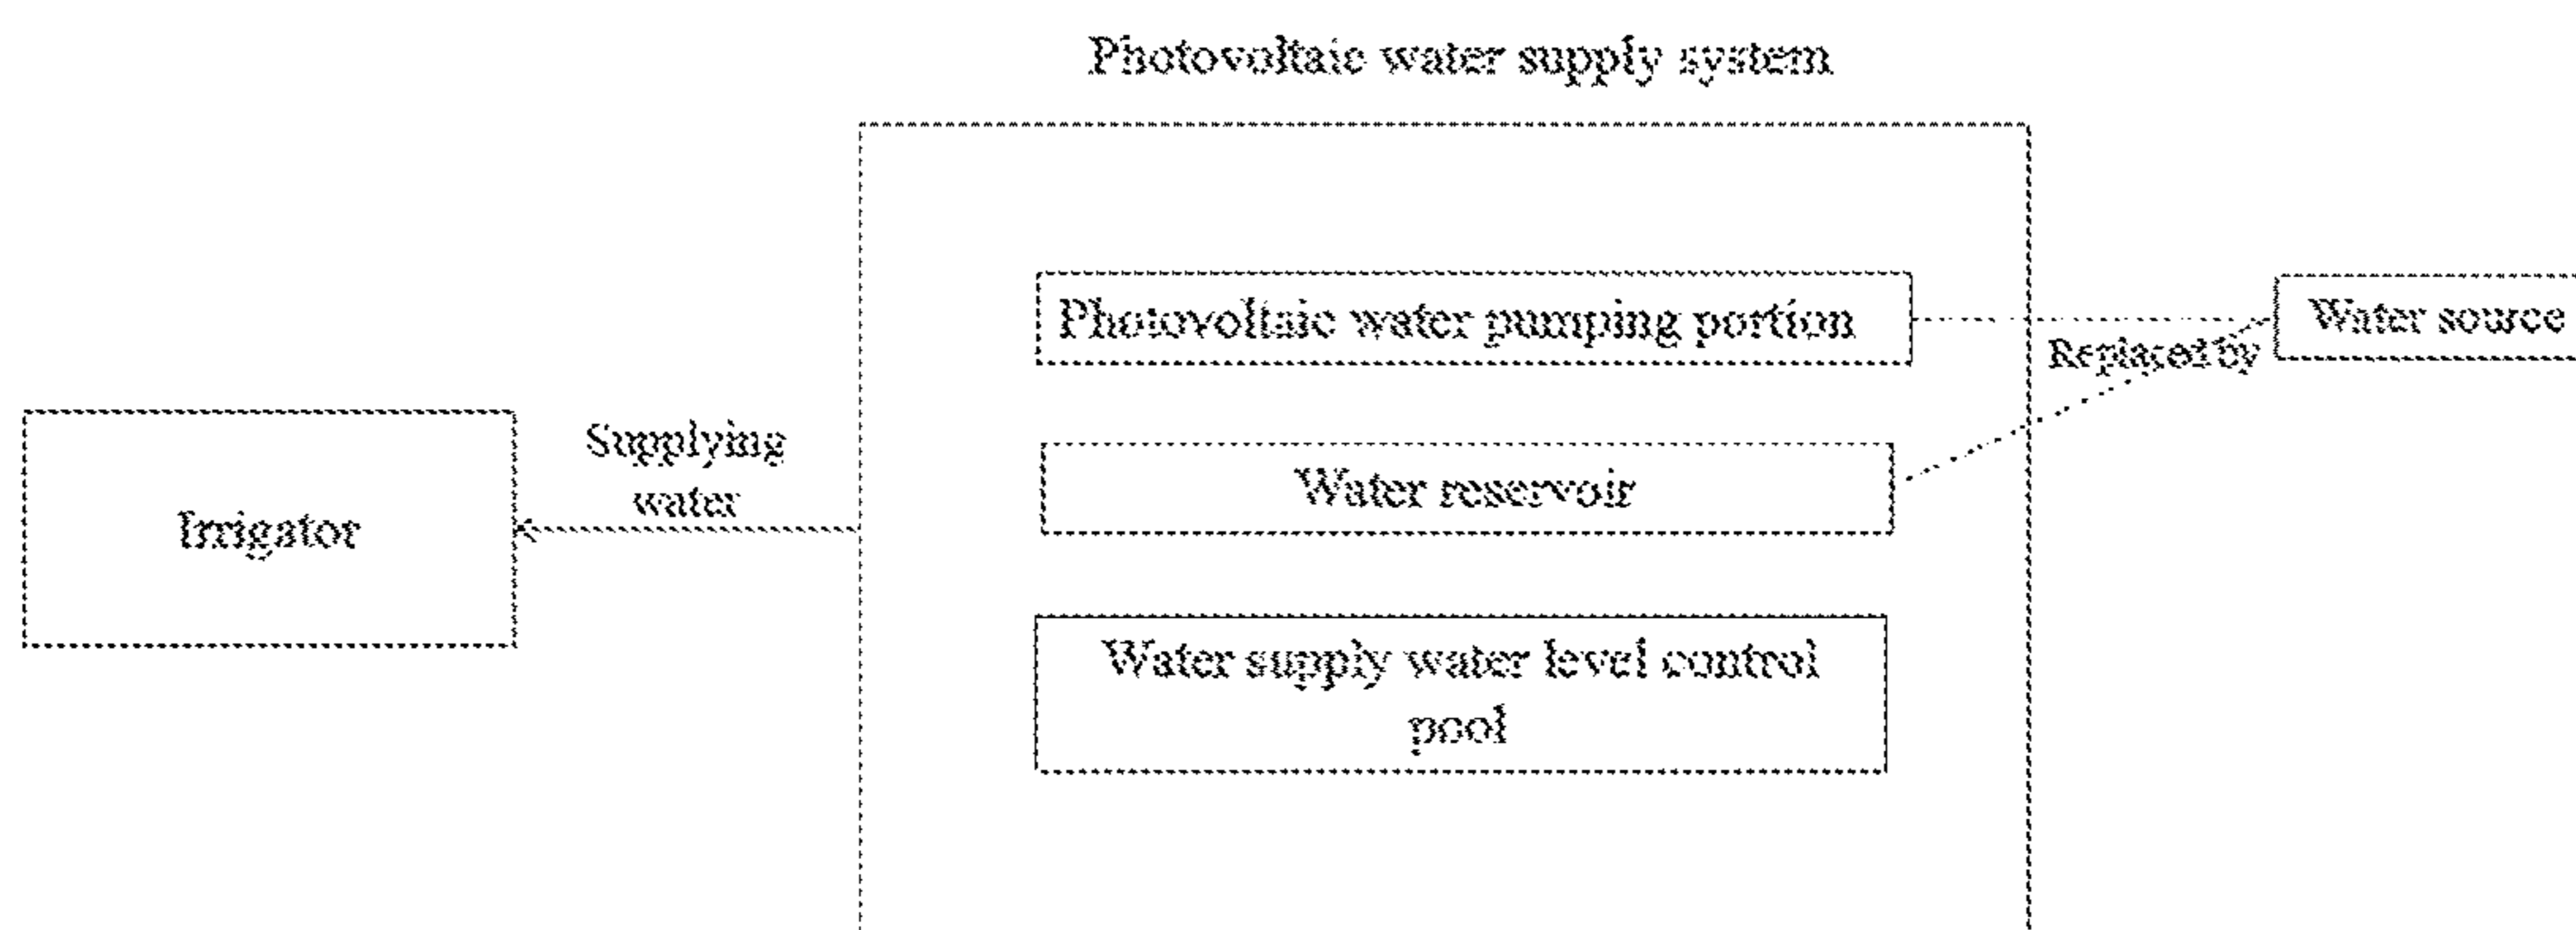 Photovoltaic water supply system
Photovoltaic water pumping portion
Water source
Replaced by
Supplying
water
Water reservoir
Irrigator
Water supply water level control
pool